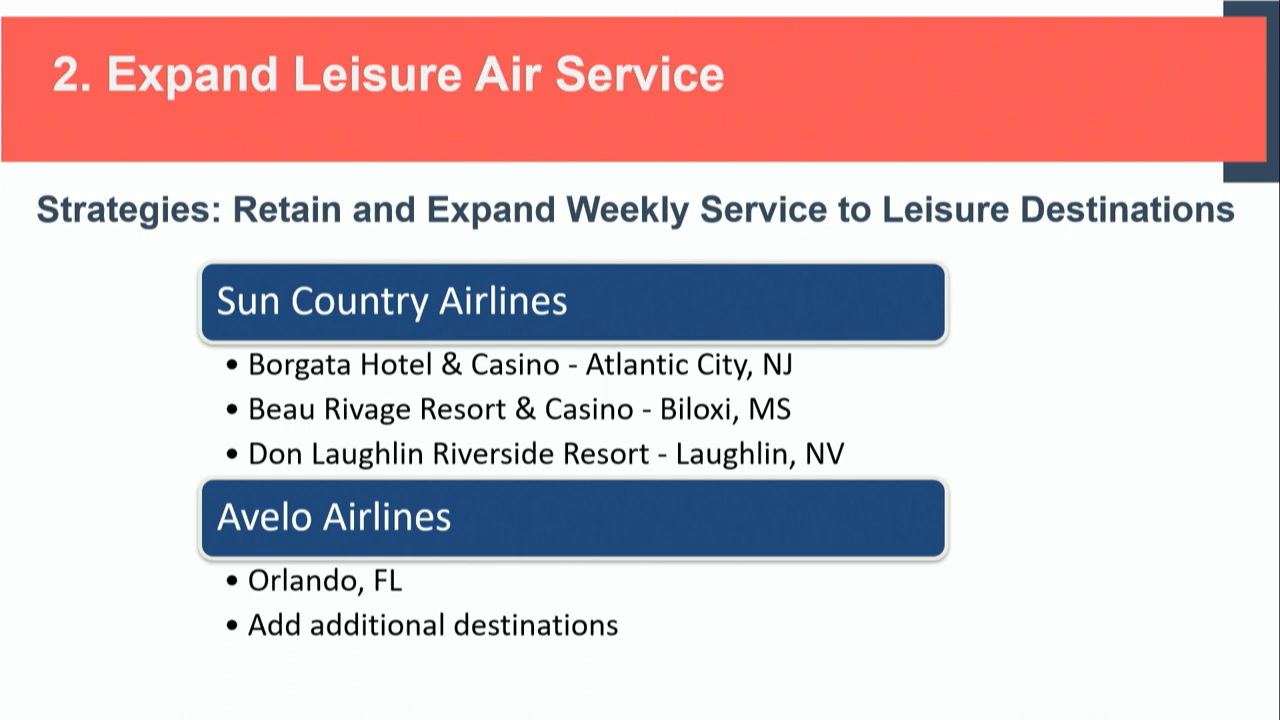 2. Expand Leisure Air Service
Strategies: Retain and Expand Weekly Service to Leisure Destinations
Sun Country Airlines
• Borgata Hotel & Casino - Atlantic City, NJ
• Beau Rivage Resort & Casino - Biloxi, MS
• Don Laughlin Riverside Resort - Laughlin, NV
Avelo Airlines
• Orlando, FL
• Add additional destinations